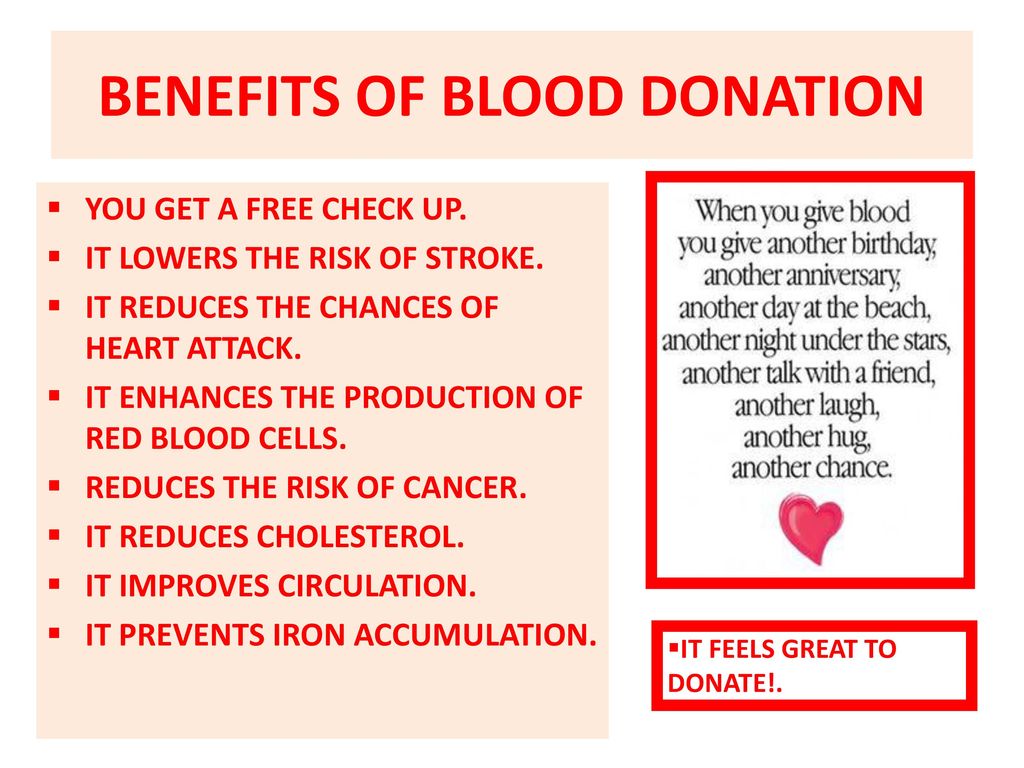 BENEFITS OF BLOOD DONATION
▪ YOU GET A FREE CHECK UP.
▪ IT LOWERS THE RISK OF STROKE.
▪ IT REDUCES THE CHANCES OF
HEART ATTACK.
▪ IT ENHANCES THE PRODUCTION OF
RED BLOOD CELLS.
▪ REDUCES THE RISK OF CANCER.
▪ IT REDUCES CHOLESTEROL.
▪ IT IMPROVES CIRCULATION.
▪ IT PREVENTS IRON ACCUMULATION.
When you give blood
you give another birthday,
another anniversary,
another day at the beach,
another night under the stars,
another talk with a friend,
another laugh,
another hug,
another chance.
▪IT FEELS GREAT TO
DONATE!.